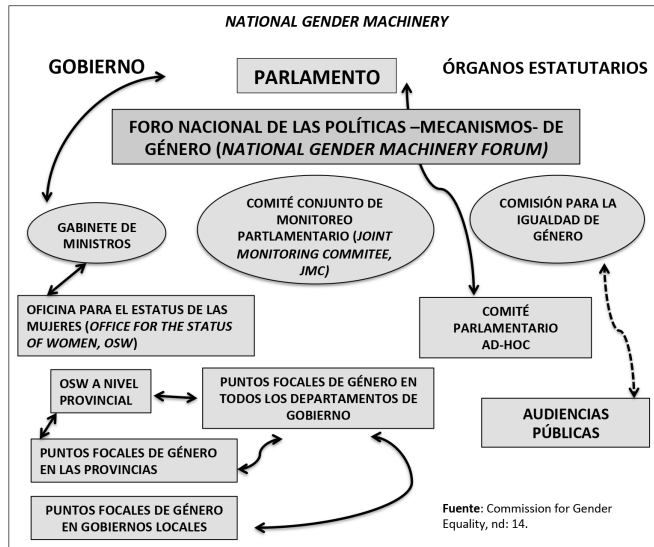 NATIONAL GENDER MACHINERY
GOBIERNO
PARLAMENTO
ÓRGANOS ESTATUTARIOS
FORO NACIONAL DE LAS POLÍTICAS –MECANISMOS- DE
GÉNERO (NATIONAL GENDER MACHINERY FORUM)
GABINETE DE
MINISTROS
COMITÉ CONJUNTO DE
MONITOREO
PARTLAMENTARIO (JOINT
MONITORING COMMITEE,
JMC)
COMISIÓN PARA LA
IGUALDAD DE
GÉNERO
OFICINA PARA EL ESTATUS DE LAS
MUJERES (OFFICE FOR THE STATUS
OF WOMEN, OSW)
COMITÉ
PARLAMENTARIO
AD-HOC
OSW A NIVEL
PROVINCIAL
PUNTOS FOCALES DE GÉNERO EN
TODOS LOS DEPARTAMENTOS DE
GOBIERNO
AUDIENCIAS
PÚBLICAS
PUNTOS FOCALES DE GÉNERO
EN LAS PROVINCIAS
PUNTOS FOCALES DE GÉNERO
EN GOBIERNOS LOCALES
Fuente: Commission for Gender
Equality, nd: 14.